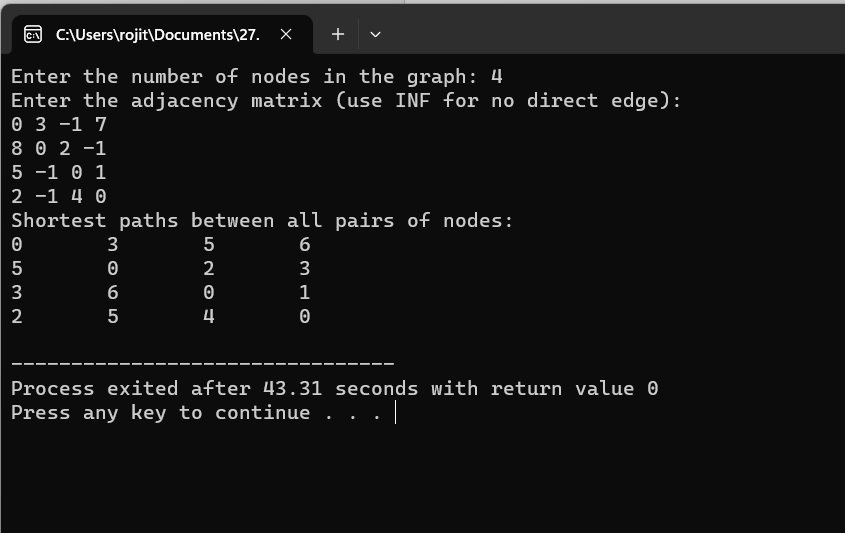 C:\Users\rojit\Documents\27.
Enter the number of nodes in the graph: 4
Enter the adjacency matrix (use INF for no direct edge):
0 3 -1 7
8 0 2 -1
5 -1 0 1
2 -1 4 0
Shortest paths between all pairs of nodes:
0 3 5 6
5 0 2 3
3 6 0 1
2 5 4 0
--------------------------------
Process exited after 43.31 seconds with return value 0
Press any key to continue . . .